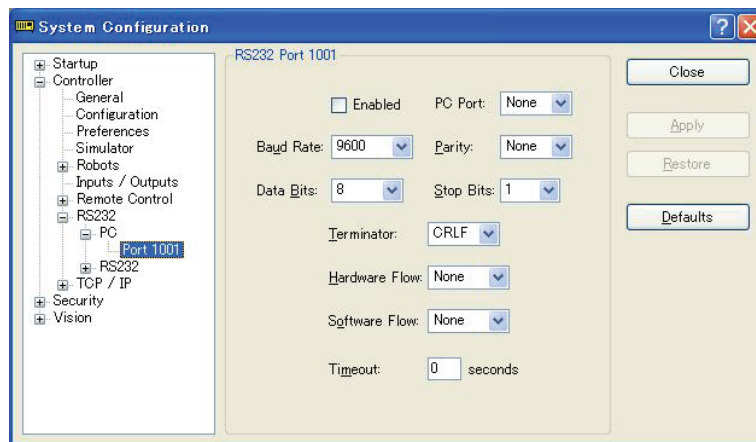 System Configuration
Startup
Controller
General
Configuration
Preferences
Simulator
Robots
Inputs / Outputs
Remote Control
RS232
PC
Port 1001
RS232
TCP / IP
Security
Vision
RS232 Port 1001
Enabled PC Port: None
Baud Rate: 9600 Parity: None
Data Bits: 8 Stop Bits: 1
Terminator: CRLF
Hardware Flow: None
Software Flow: None
Timeout: 0 seconds
Close
Apply
Restore
Defaults